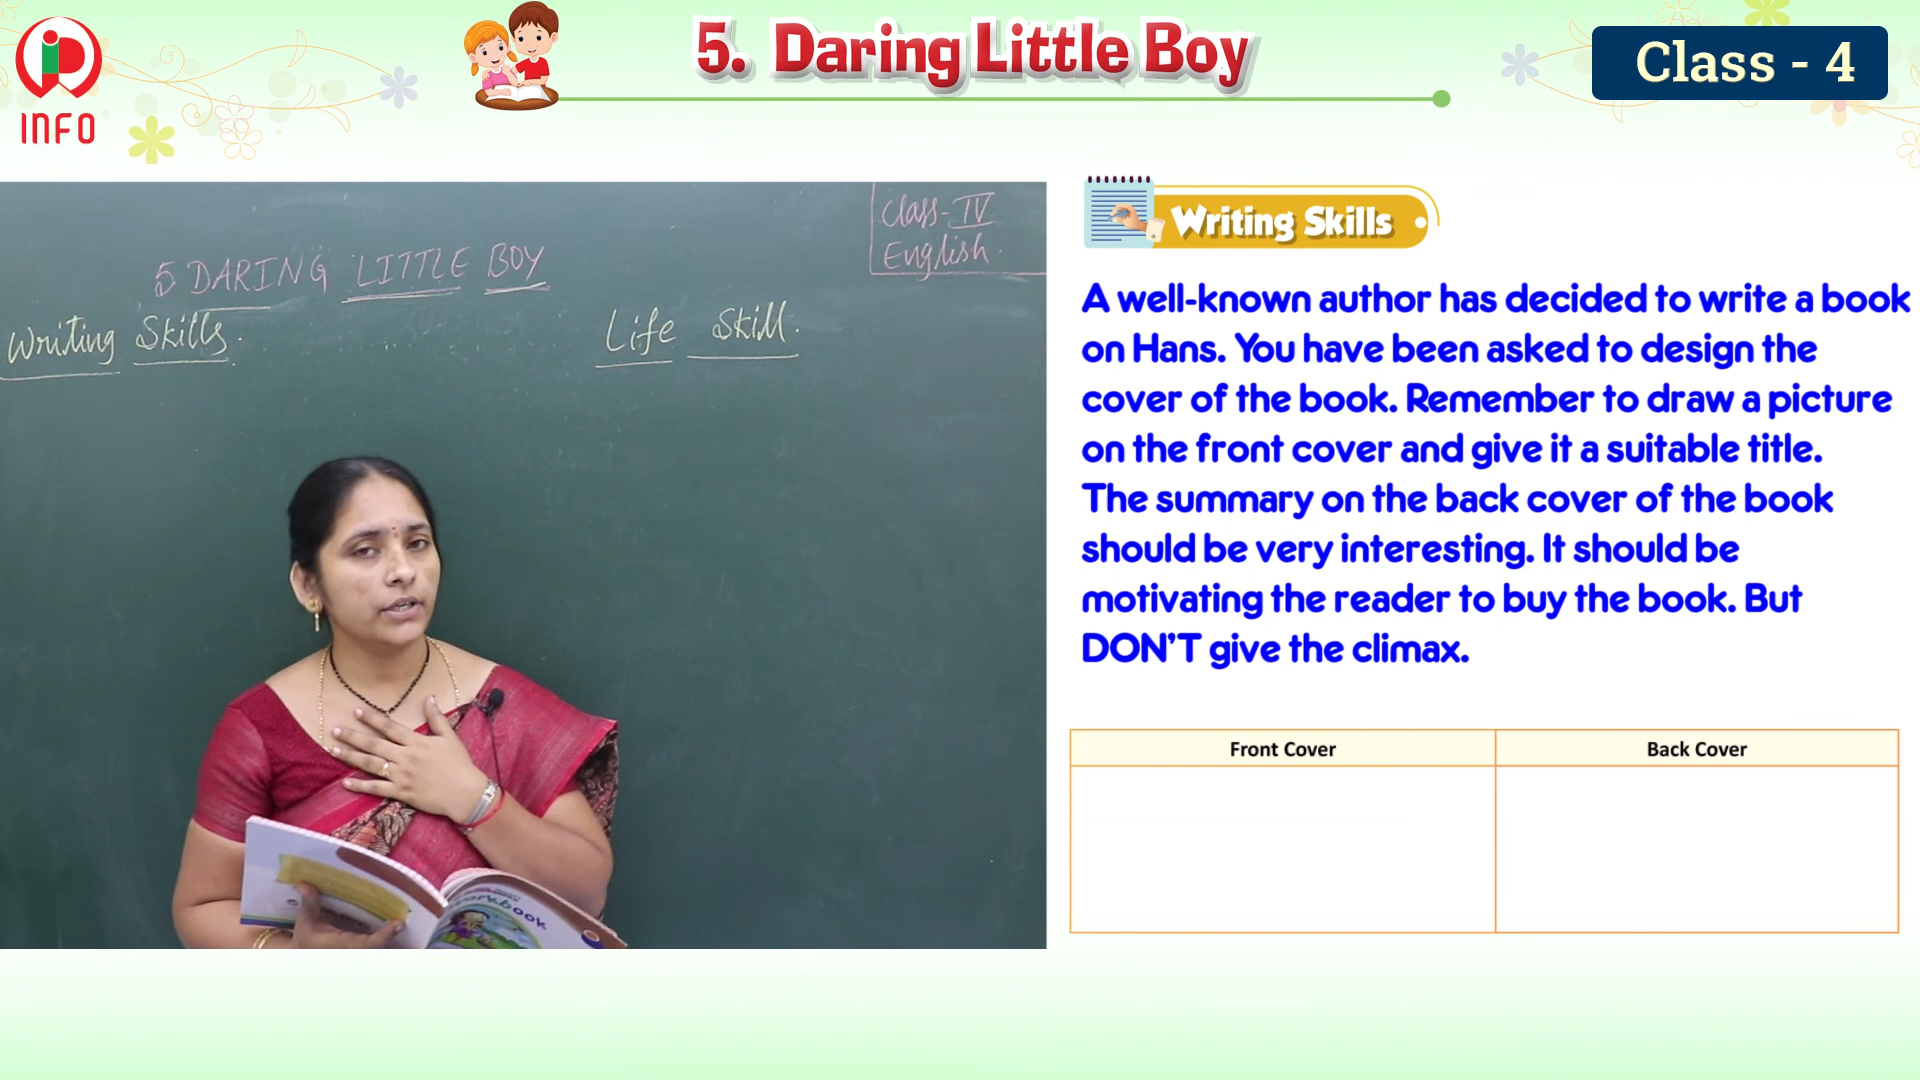 INFO
5. Daring Little Boy
Class - 4
Class-IV
English.
5 DARING LITTLE BOY
Writing Skills.
Life Skill.
workbook
Writing Skills
A well-known author has decided to write a book
on Hans. You have been asked to design the
cover of the book. Remember to draw a picture
on the front cover and give it a suitable title.
The summary on the back cover of the book
should be very interesting. It should be
motivating the reader to buy the book. But
DON'T give the climax.
Front Cover
Back Cover